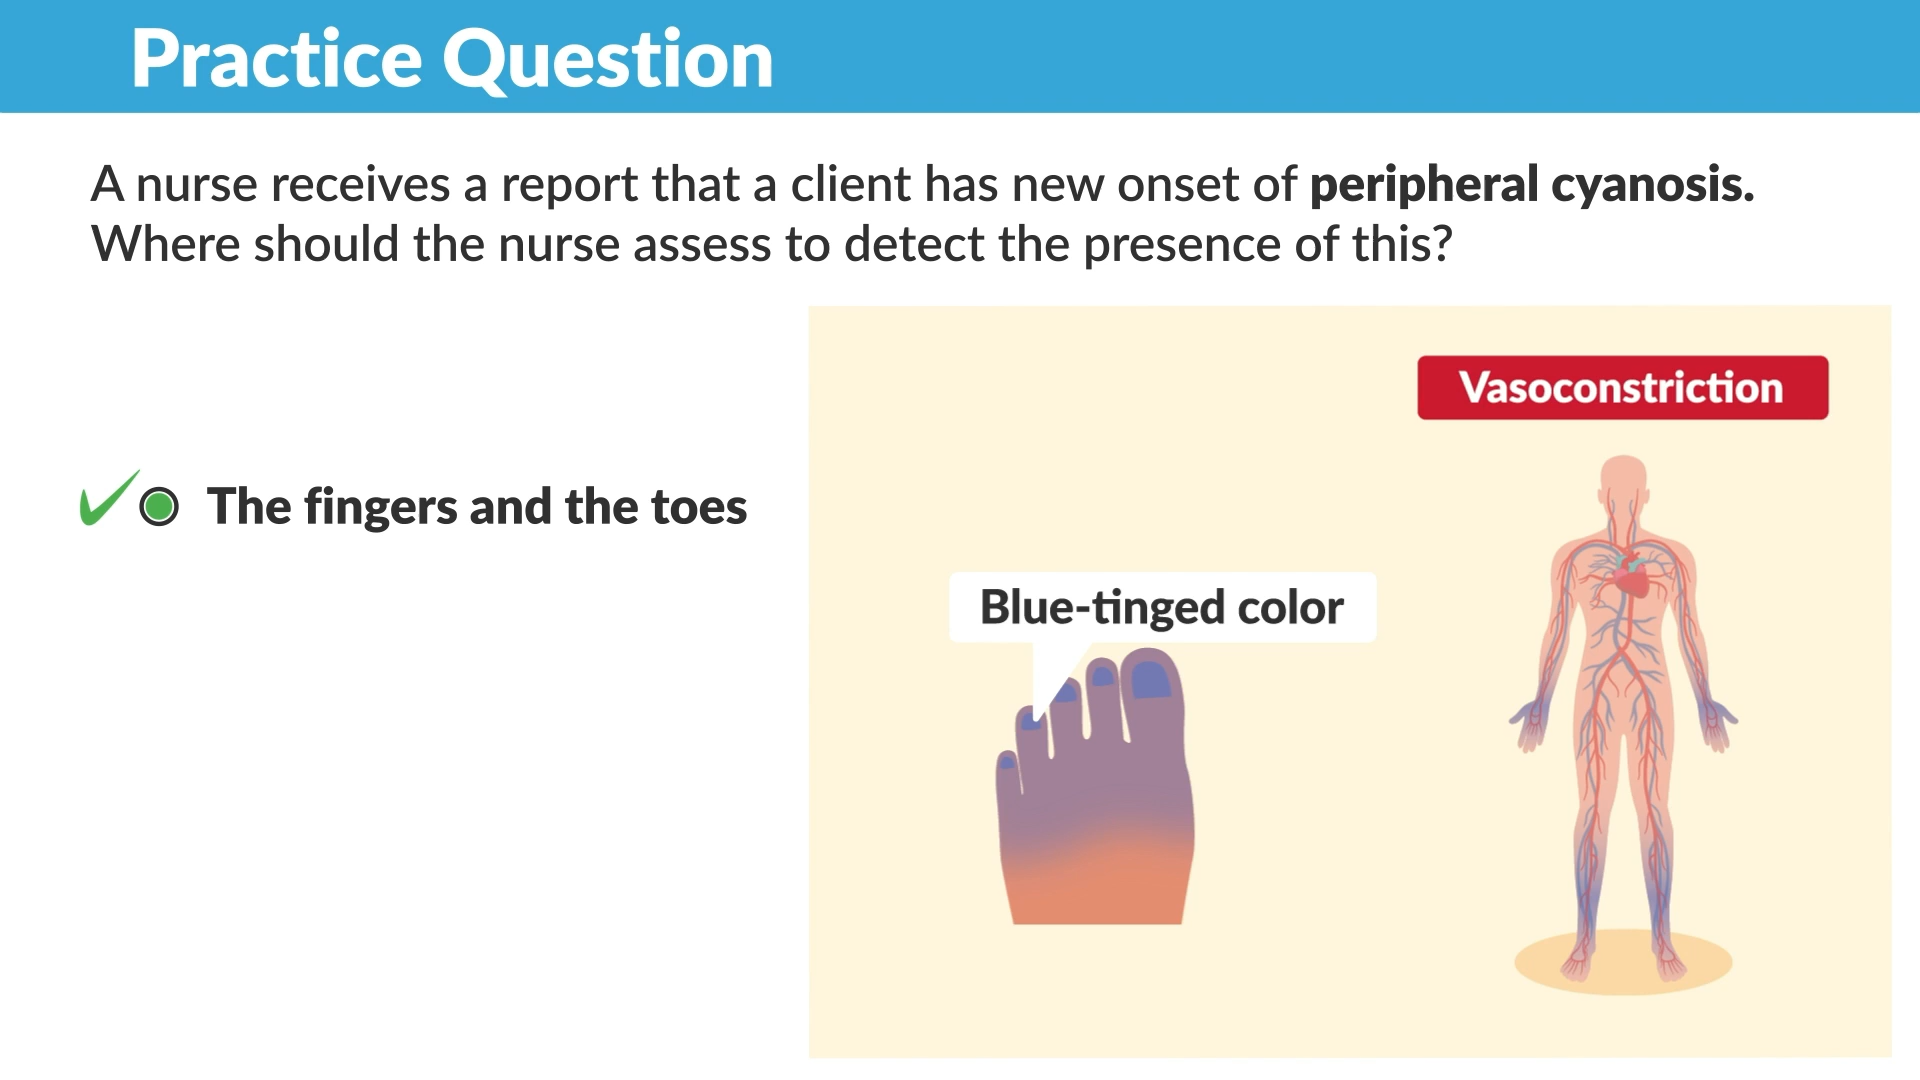 Practice Question
A nurse receives a report that a client has new onset of peripheral cyanosis.
Where should the nurse assess to detect the presence of this?
Vasoconstriction
The fingers and the toes
Blue-tinged color